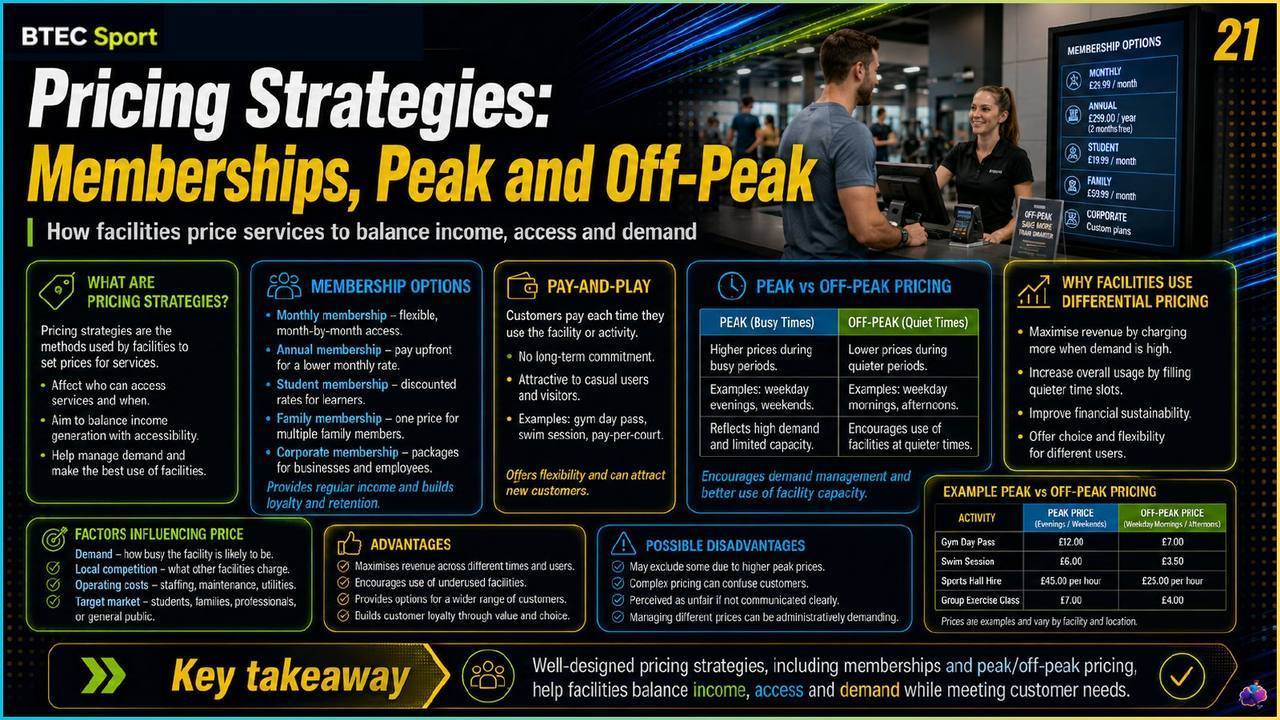 BTEC Sport
21
Pricing Strategies:
Memberships, Peak and Off-Peak
How facilities price services to balance income, access and demand
MEMBERSHIP OPTIONS
MONTHLY
£29.99 / month
ANNUAL
£299.00 / year
(2 months free)
STUDENT
£19.99 / month
FAMILY
£59.99 / month
CORPORATE
Custom plans
OFF-PEAK
SAVE MORE
WHAT ARE
PRICING STRATEGIES?
Pricing strategies are the
methods used by facilities to
set prices for services.
• Affect who can access
services and when.
• Aim to balance income
generation with accessibility.
• Help manage demand and
make the best use of facilities.
MEMBERSHIP OPTIONS
• Monthly membership – flexible,
month-by-month access.
• Annual membership – pay upfront
for a lower monthly rate.
• Student membership – discounted
rates for learners.
• Family membership – one price for
multiple family members.
• Corporate membership – packages
for businesses and employees.
Provides regular income and builds
loyalty and retention.
PAY-AND-PLAY
Customers pay each time they
use the facility or activity.
• No long-term commitment.
• Attractive to casual users
and visitors.
• Examples: gym day pass,
swim session, pay-per-court.
Offers flexibility and can attract
new customers.
PEAK vs OFF-PEAK PRICING
PEAK (Busy Times)
OFF-PEAK (Quiet Times)
Higher prices during
busy periods.
Lower prices during
quieter periods.
Examples: weekday
evenings, weekends.
Examples: weekday
mornings, afternoons.
Reflects high demand
and limited capacity.
Encourages use of
facilities at quieter times.
Encourages demand management and
better use of facility capacity.
WHY FACILITIES USE
DIFFERENTIAL PRICING
• Maximise revenue by charging
more when demand is high.
• Increase overall usage by filling
quieter time slots.
• Improve financial sustainability.
• Offer choice and flexibility
for different users.
FACTORS INFLUENCING PRICE
Demand – how busy the facility is likely to be.
Local competition – what other facilities charge.
Operating costs – staffing, maintenance, utilities.
Target market – students, families, professionals,
or general public.
ADVANTAGES
Maximises revenue across different times and users.
Encourages use of underused facilities.
Provides options for a wider range of customers.
Builds customer loyalty through value and choice.
POSSIBLE DISADVANTAGES
May exclude some due to higher peak prices.
Complex pricing can confuse customers.
Perceived as unfair if not communicated clearly.
Managing different prices can be administratively demanding.
EXAMPLE PEAK vs OFF-PEAK PRICING
ACTIVITY
PEAK PRICE
(Evenings / Weekends)
OFF-PEAK PRICE
(Weekday Mornings / Afternons)
Gym Day Pass £12.00 £7.00
Swim Session £6.00 £3.50
Sports Hall Hire £45.00 per hour £25.00 per hour
Group Exercise Class £7.00 £4.00
Prices are examples and vary by facility and location.
Key takeaway
Well-designed pricing strategies, including memberships and peak/off-peak pricing,
help facilities balance income, access and demand while meeting customer needs.